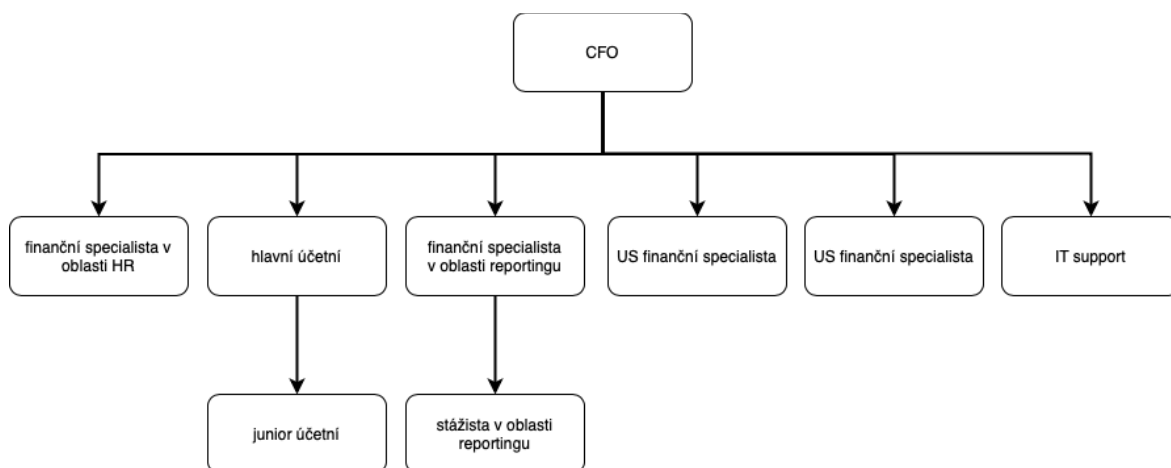 CFO
finanční specialista v
oblasti HR
hlavní účetní
finanční specialista
v oblasti reportingu
US finanční specialista
US finanční specialista
IT support
junior účetní
stážista v oblasti
reportingu